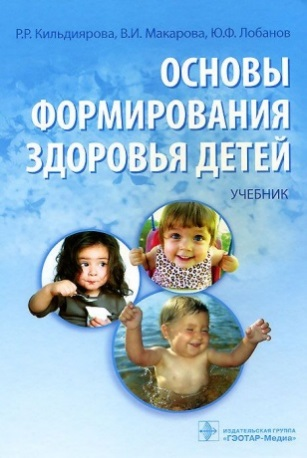 Р.Р. Кильдиярова, В.И. Макарова, Ю.Ф. Лобанов
ОСНОВЫ
ФОРМИРОВАНИЯ
ЗДОРОВЬЯ ДЕТЕЙ
УЧЕБНИК
ИЗДАТЕЛЬСКАЯ ГРУППА
«ГЭОТАР-Медиа»